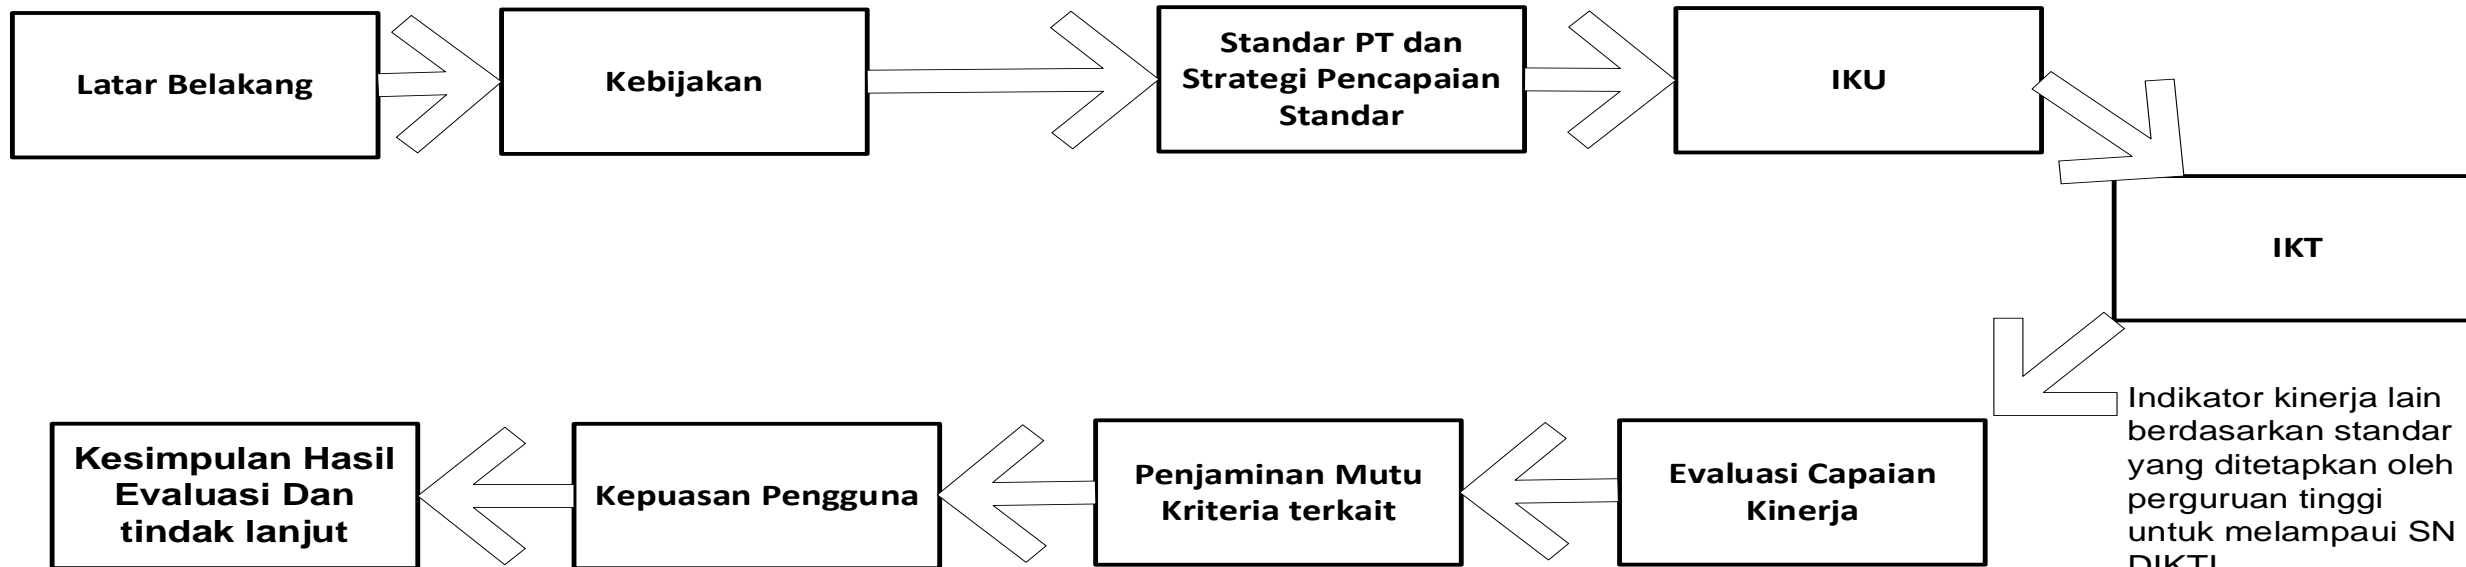 Latar Belakang
Kebijakan
Standar PT dan
Strategi Pencapaian
Standar
IKU
IKT
Indikator kinerja lain
berdasarkan standar
yang ditetapkan oleh
perguruan tinggi
untuk melampaui SN
DIKTI
Evaluasi Capaian
Kinerja
Penjaminan Mutu
Kriteria terkait
Kepuasan Pengguna
Kesimpulan Hasil
Evaluasi Dan
tindak lanjut